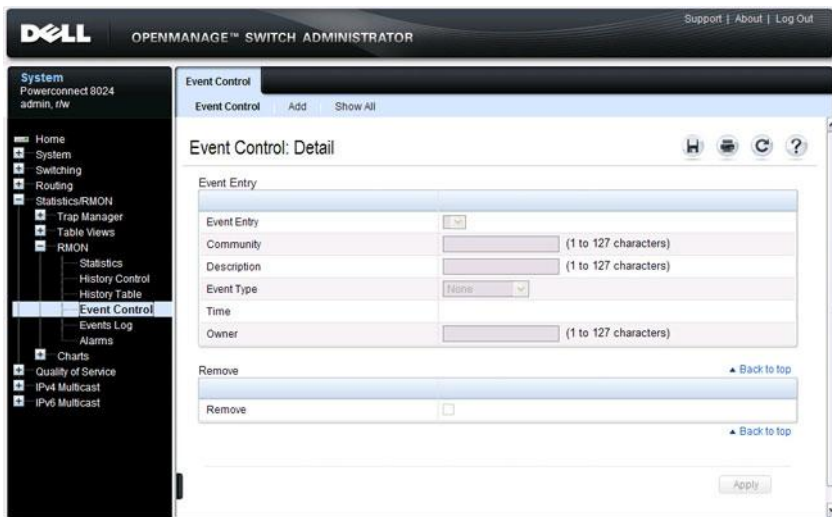 Support | About | Log Out
DELL
OPENMANAGE™ SWITCH ADMINISTRATOR
System
Powerconnect 8024
admin, r/w
Home
System
Switching
Routing
Statistics/RMON
Trap Manager
Table Views
RMON
Statistics
History Control
History Table
Event Control
Events Log
Alarms
Charts
Quality of Service
IPv4 Multicast
IPv6 Multicast
Event Control
Event Control Add Show All
Event Control: Detail
Event Entry
Event Entry
Community (1 to 127 characters)
Description (1 to 127 characters)
Event Type None
Time
Owner (1 to 127 characters)
Remove Back to top
Remove
Back to top
Apply